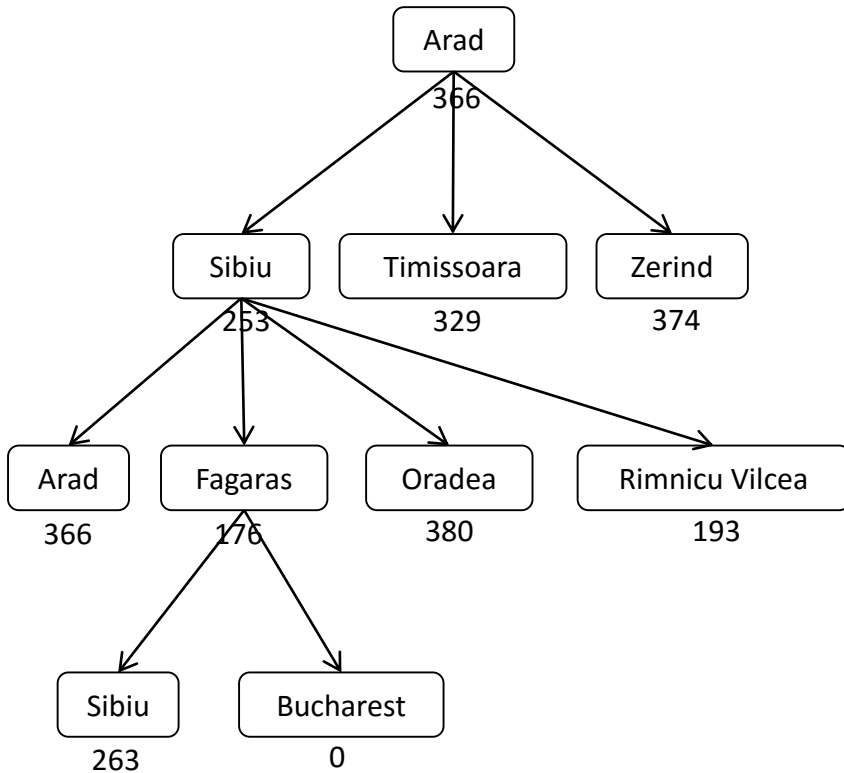 Arad
366
Sibiu
Timissoara
Zerind
253
329
374
Arad
Fagaras
Oradea
Rimnicu Vilcea
366
176
380
193
Sibiu
Bucharest
263
0